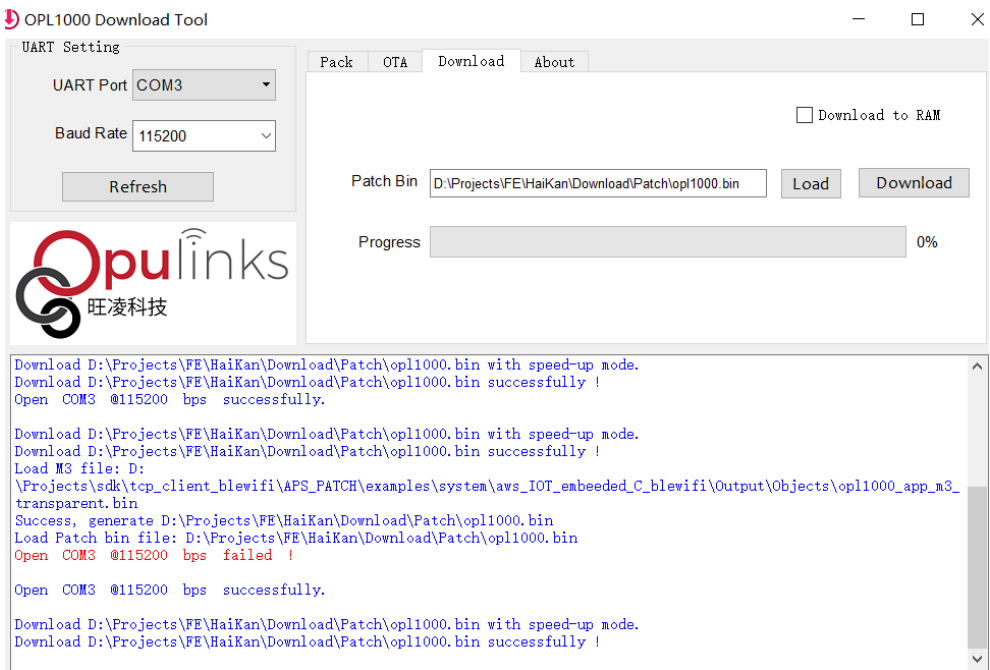 OPL1000 Download Tool
UART Setting
UART Port COM3
Baud Rate 115200
Refresh
Opulinks
旺凌科技
Pack OTA Download About
Download to RAM
Patch Bin D:\Projects\FE\HaiKan\Download\Patch\opl1000.bin Load Download
Progress 0%
Download D:\Projects\FE\HaiKan\Download\Patch\opl1000.bin with speed-up mode.
Download D:\Projects\FE\HaiKan\Download\Patch\opl1000.bin successfully !
Open COM3 @115200 bps successfully.
Download D:\Projects\FE\HaiKan\Download\Patch\opl1000.bin with speed-up mode.
Download D:\Projects\FE\HaiKan\Download\Patch\opl1000.bin successfully !
Load M3 file: D:
\Projects\sdk\tcp_client_blewifi\APS_PATCH\examples\system\aws_IOT_embeeded_C_blewifi\Output\Objects\opl1000_app_m3_
transparent.bin
Success, generate D:\Projects\FE\HaiKan\Download\Patch\opl1000.bin
Load Patch bin file: D:\Projects\FE\HaiKan\Download\Patch\opl1000.bin
Open COM3 @115200 bps failed !
Open COM3 @115200 bps successfully.
Download D:\Projects\FE\HaiKan\Download\Patch\opl1000.bin with speed-up mode.
Download D:\Projects\FE\HaiKan\Download\Patch\opl1000.bin successfully !